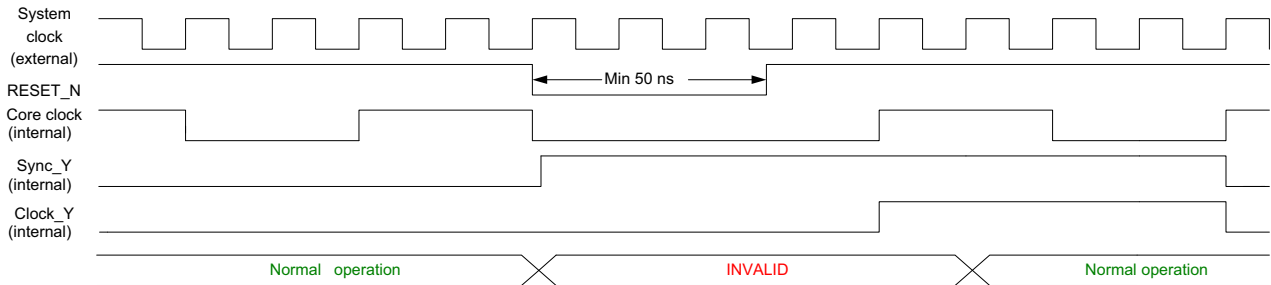 System
clock
(external)
Min 50 ns
RESET_N
Core clock
(internal)
Sync_Y
(internal)
Clock_Y
(internal)
Normal operation
INVALID
Normal operation